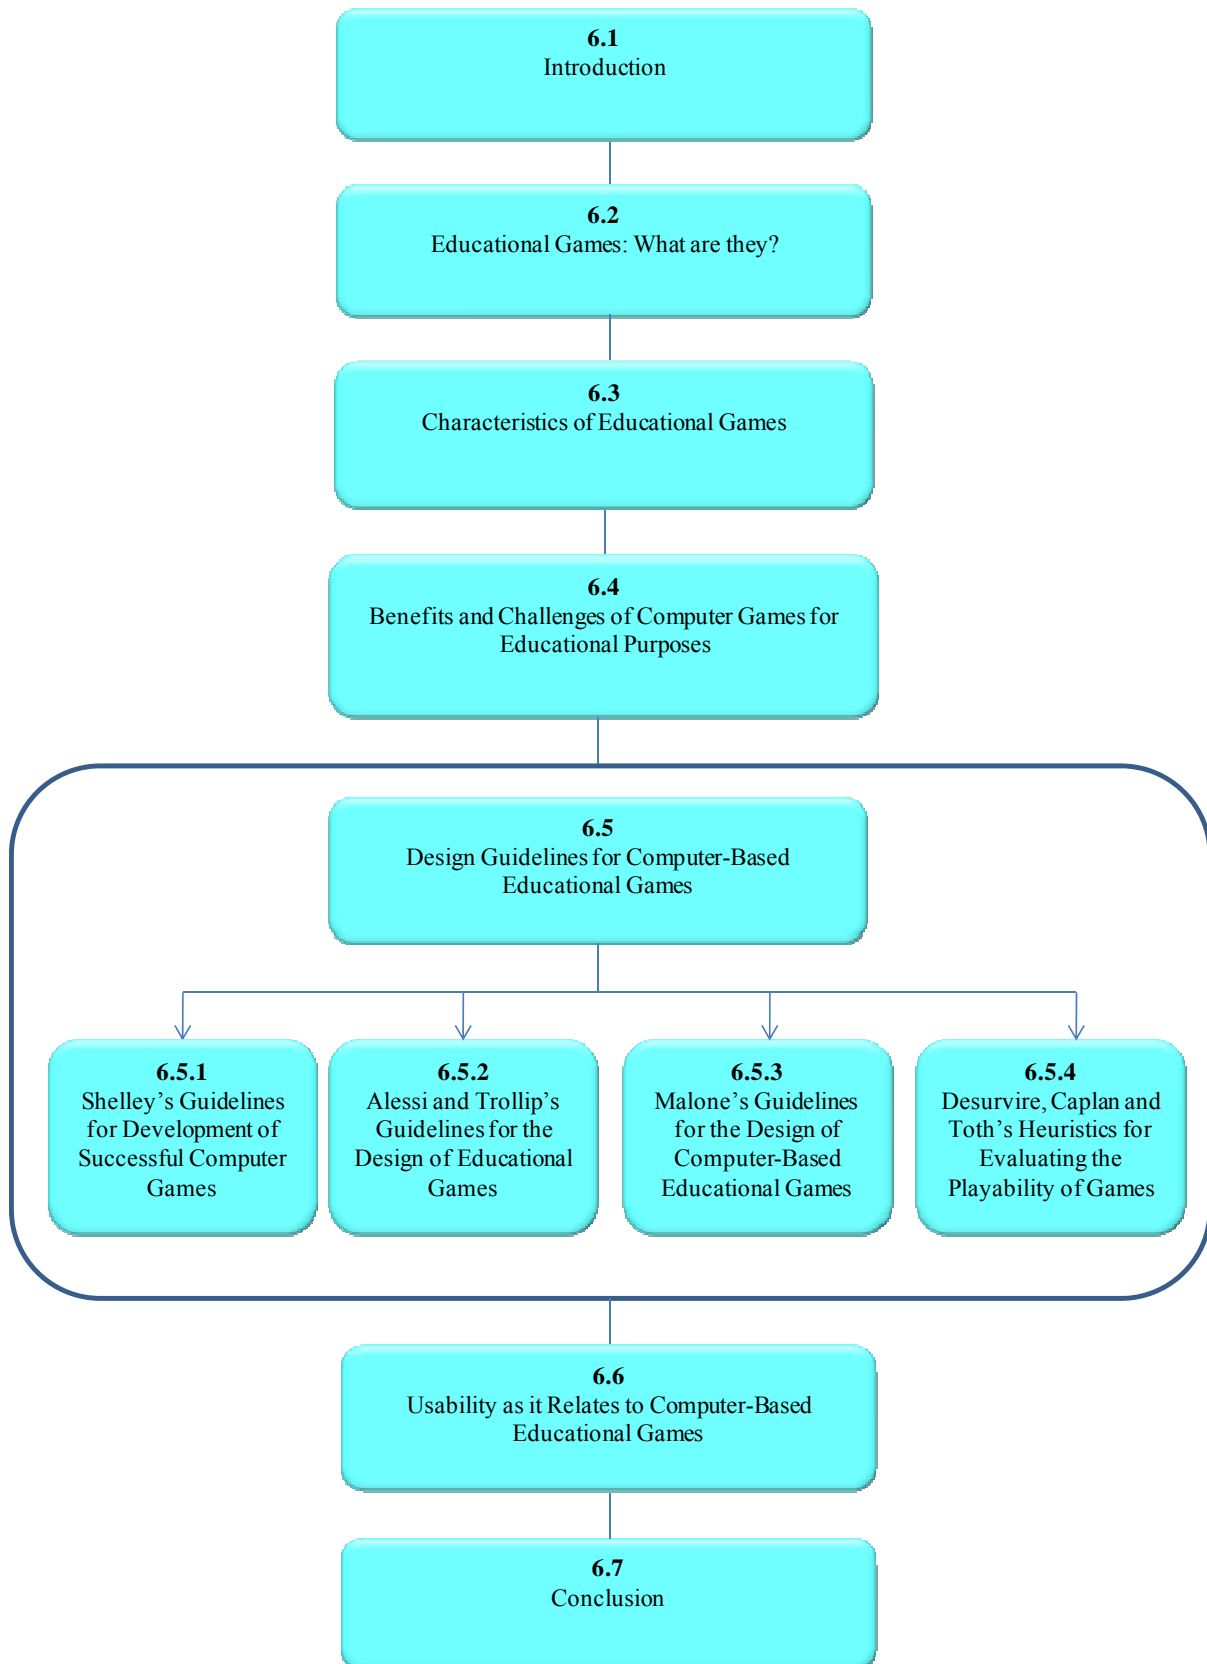 6.1
Introduction
6.2
Educational Games: What are they?
6.3
Characteristics of Educational Games
6.4
Benefits and Challenges of Computer Games for
Educational Purposes
6.5
Design Guidelines for Computer-Based
Educational Games
6.5.1
Shelley’s Guidelines
for Development of
Successful Computer
Games
6.5.2
Alessi and Trollip’s
Guidelines for the
Design of Educational
Games
6.5.3
Malone’s Guidelines
for the Design of
Computer-Based
Educational Games
6.5.4
Desurvire, Caplan and
Toth’s Heuristics for
Evaluating the
Playability of Games
6.6
Usability as it Relates to Computer-Based
Educational Games
6.7
Conclusion